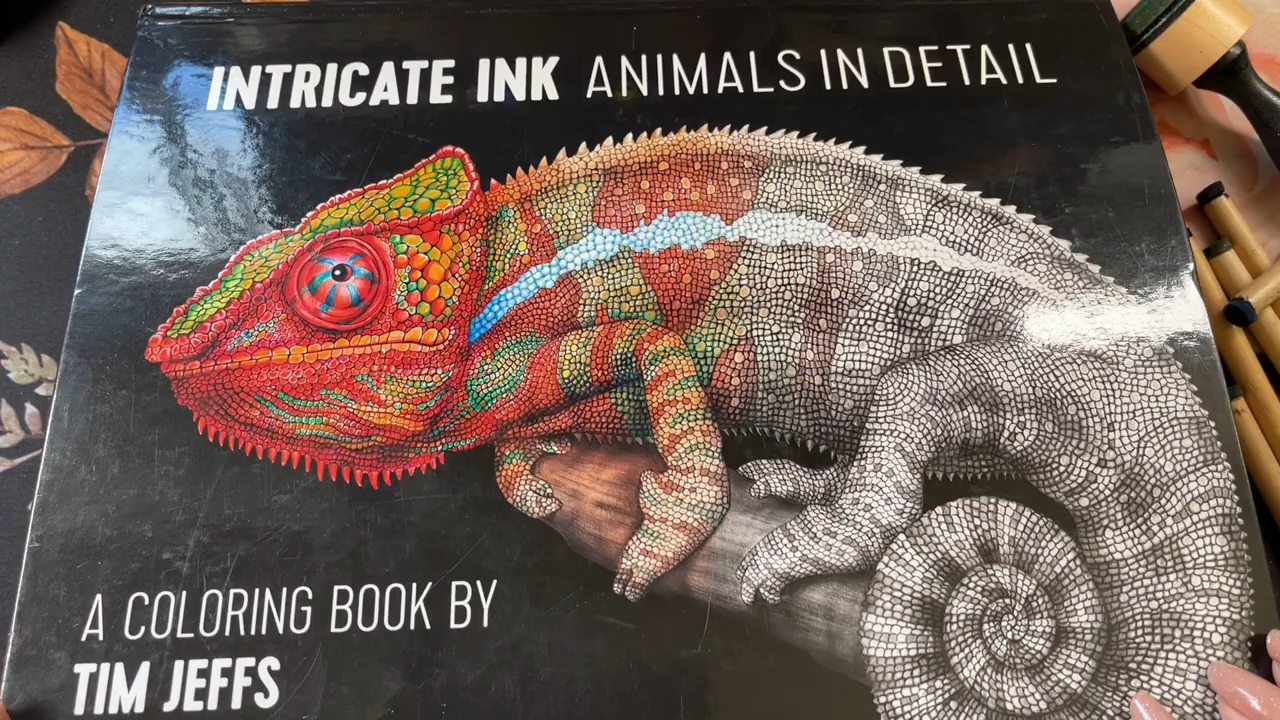 INTRICATE INK ANIMALS IN DETAIL
A COLORING BOOK BY
TIM JEFFS